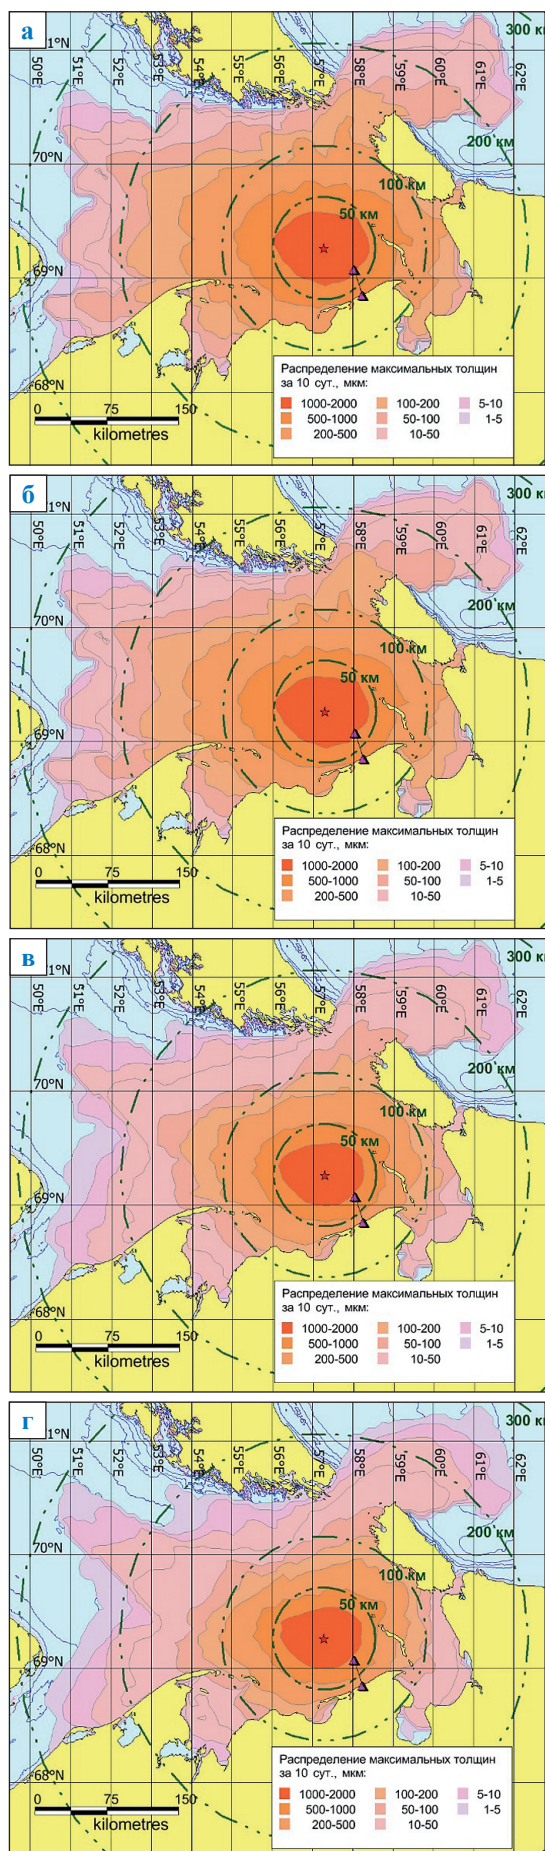 а
300 км
1°N
50°E
51°E
52°E
53°E
54°E
55°E
56°E
57°E
58°E
59°E
60°E
61°E
62°E
200 км
70°N
100 км
50 км
69°N
68°N
Распределение максимальных толщин
за 10 сут., мкм:
1000-2000 100-200 5-10
500-1000 50-100 1-5
200-500 10-50
0 75 150
kilometres
б
300 км
1°N
50°E
51°E
52°E
53°E
54°E
55°E
56°E
57°E
58°E
59°E
60°E
61°E
62°E
200 км
70°N
100 км
50 км
69°N
68°N
Распределение максимальных толщин
за 10 сут., мкм:
1000-2000 100-200 5-10
500-1000 50-100 1-5
200-500 10-50
0 75 150
kilometres
в
300 км
1°N
50°E
51°E
52°E
53°E
54°E
55°E
56°E
57°E
58°E
59°E
60°E
61°E
62°E
200 км
70°N
100 км
50 км
69°N
68°N
Распределение максимальных толщин
за 10 сут., мкм:
1000-2000 100-200 5-10
500-1000 50-100 1-5
200-500 10-50
0 75 150
kilometres
г
300 км
1°N
50°E
51°E
52°E
53°E
54°E
55°E
56°E
57°E
58°E
59°E
60°E
61°E
62°E
200 км
70°N
100 км
50 км
69°N
68°N
Распределение максимальных толщин
за 10 сут., мкм:
1000-2000 100-200 5-10
500-1000 50-100 1-5
200-500 10-50
0 75 150
kilometres